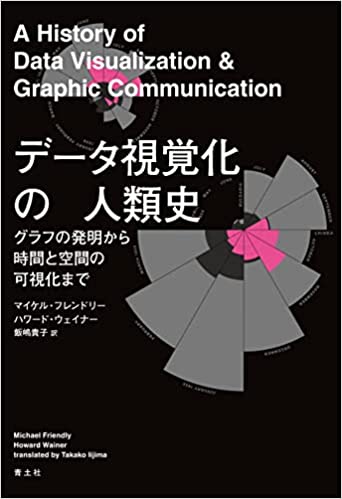 A History of
Data Visualization &
Graphic Communication
データ視覚化
の 人類史
グラフの発明から
時間と空間の
可視化まで
マイケル・フレンドリー
ハワード・ウェイナー
飯嶋貴子 訳
Michael Friendly
Howard Wainer
translated by Takako Iijima
青土社